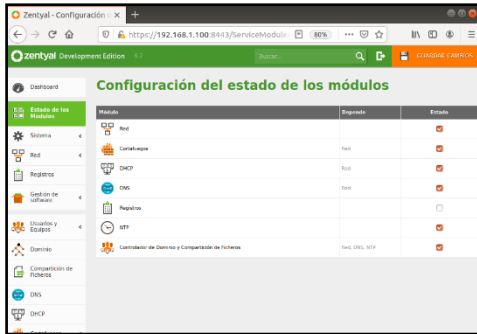 Zentyal - Configuración
https://192.168.1.100:8443/ServiceModule
80%
zentyal Development Edition
Buscar...
GUARDAR CAMBIOS
Dashboard
Estado de los
Módulos
Sistema
Red
Registros
Gestión de
software
Usuarios y
Equipos
Dominio
Compartición de
Ficheros
DNS
DHCP
Configuración del estado de los módulos
Módulo Depende Estado
Red
Cortafuegos Red
DHCP Red
DNS Red
Registros
NTP
Controlador de Dominio y Compartición de Ficheros Red, DNS, NTP